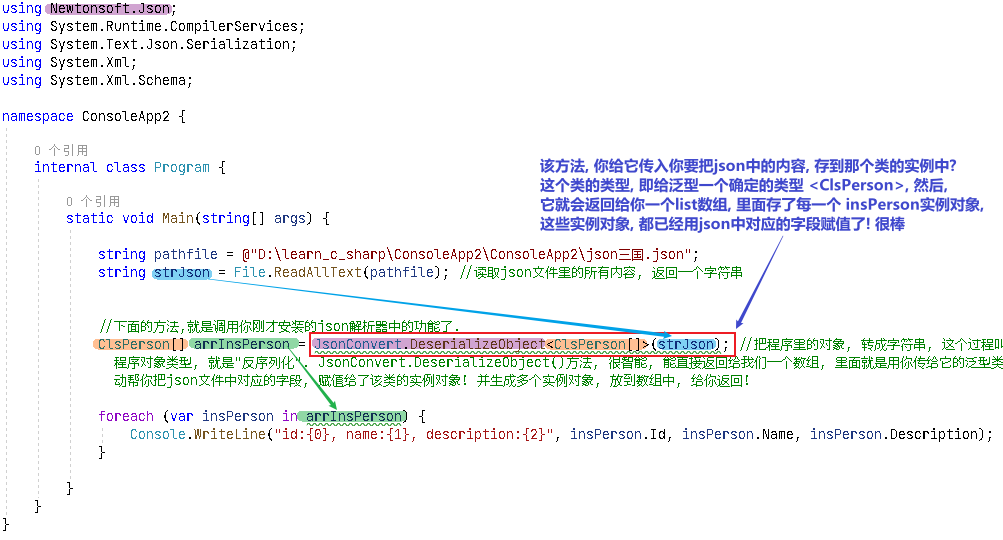 using Newtonsoft.Json;
using System.Runtime.CompilerServices;
using System.Text.Json.Serialization;
using System.Xml;
using System.Xml.Schema;
namespace ConsoleApp2 {
0 个引用
internal class Program {
0 个引用
static void Main(string[] args) {
该方法, 你给它传入你要把json中的内容, 存到那个类的实例中?
这个类的类型, 即给泛型一个确定的类型 <ClsPerson>, 然后,
它就会返回给你一个list数组, 里面存了每一个 insPerson实例对象,
这些实例对象, 都已经用json中对应的字段赋值了! 很棒
string pathfile = @"D:\learn_c_sharp\ConsoleApp2\ConsoleApp2\json三国.json";
string strJson = File.ReadAllText(pathfile); //读取json文件里的所有内容, 返回一个字符串
//下面的方法,就是调用你刚才安装的json解析器中的功能了.
ClsPerson[] arrInsPerson = JsonConvert.DeserializeObject<ClsPerson[]>(strJson); //把程序里的对象, 转成字符串, 这个过程叫
程序对象类型, 就是"反序列化". JsonConvert.DeserializeObject()方法, 很智能, 能直接返回给我们一个数组, 里面就是用你传给它的泛型类
动帮你把json文件中对应的字段, 赋值给了该类的实例对象! 并生成多个实例对象, 放到数组中, 给你返回!
foreach (var insPerson in arrInsPerson) {
Console.WriteLine("id:{0}, name:{1}, description:{2}", insPerson.Id, insPerson.Name, insPerson.Description);
}
}
}
}